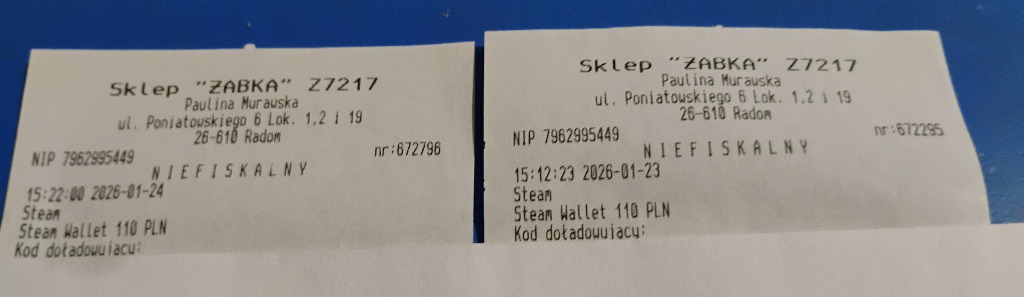 Sklep "ŻABKA" Z7217
Paulina Murawska
ul. Poniatowskiego 6 Lok. 1,2 i 19
26-610 Radom
NIP 7962995449 nr:672796
NIEFISKALNY
15:22:00 2026-01-24
Steam
Steam Wallet 110 PLN
Kod doładowujący:
Sklep "ŻABKA" Z7217
Paulina Murawska
ul. Poniatowskiego 6 Lok. 1,2 i 19
26-610 Radom
NIP 7962995449 nr:672295
NIEFISKALNY
15:12:23 2026-01-23
Steam
Steam Wallet 110 PLN
Kod doładowujący: